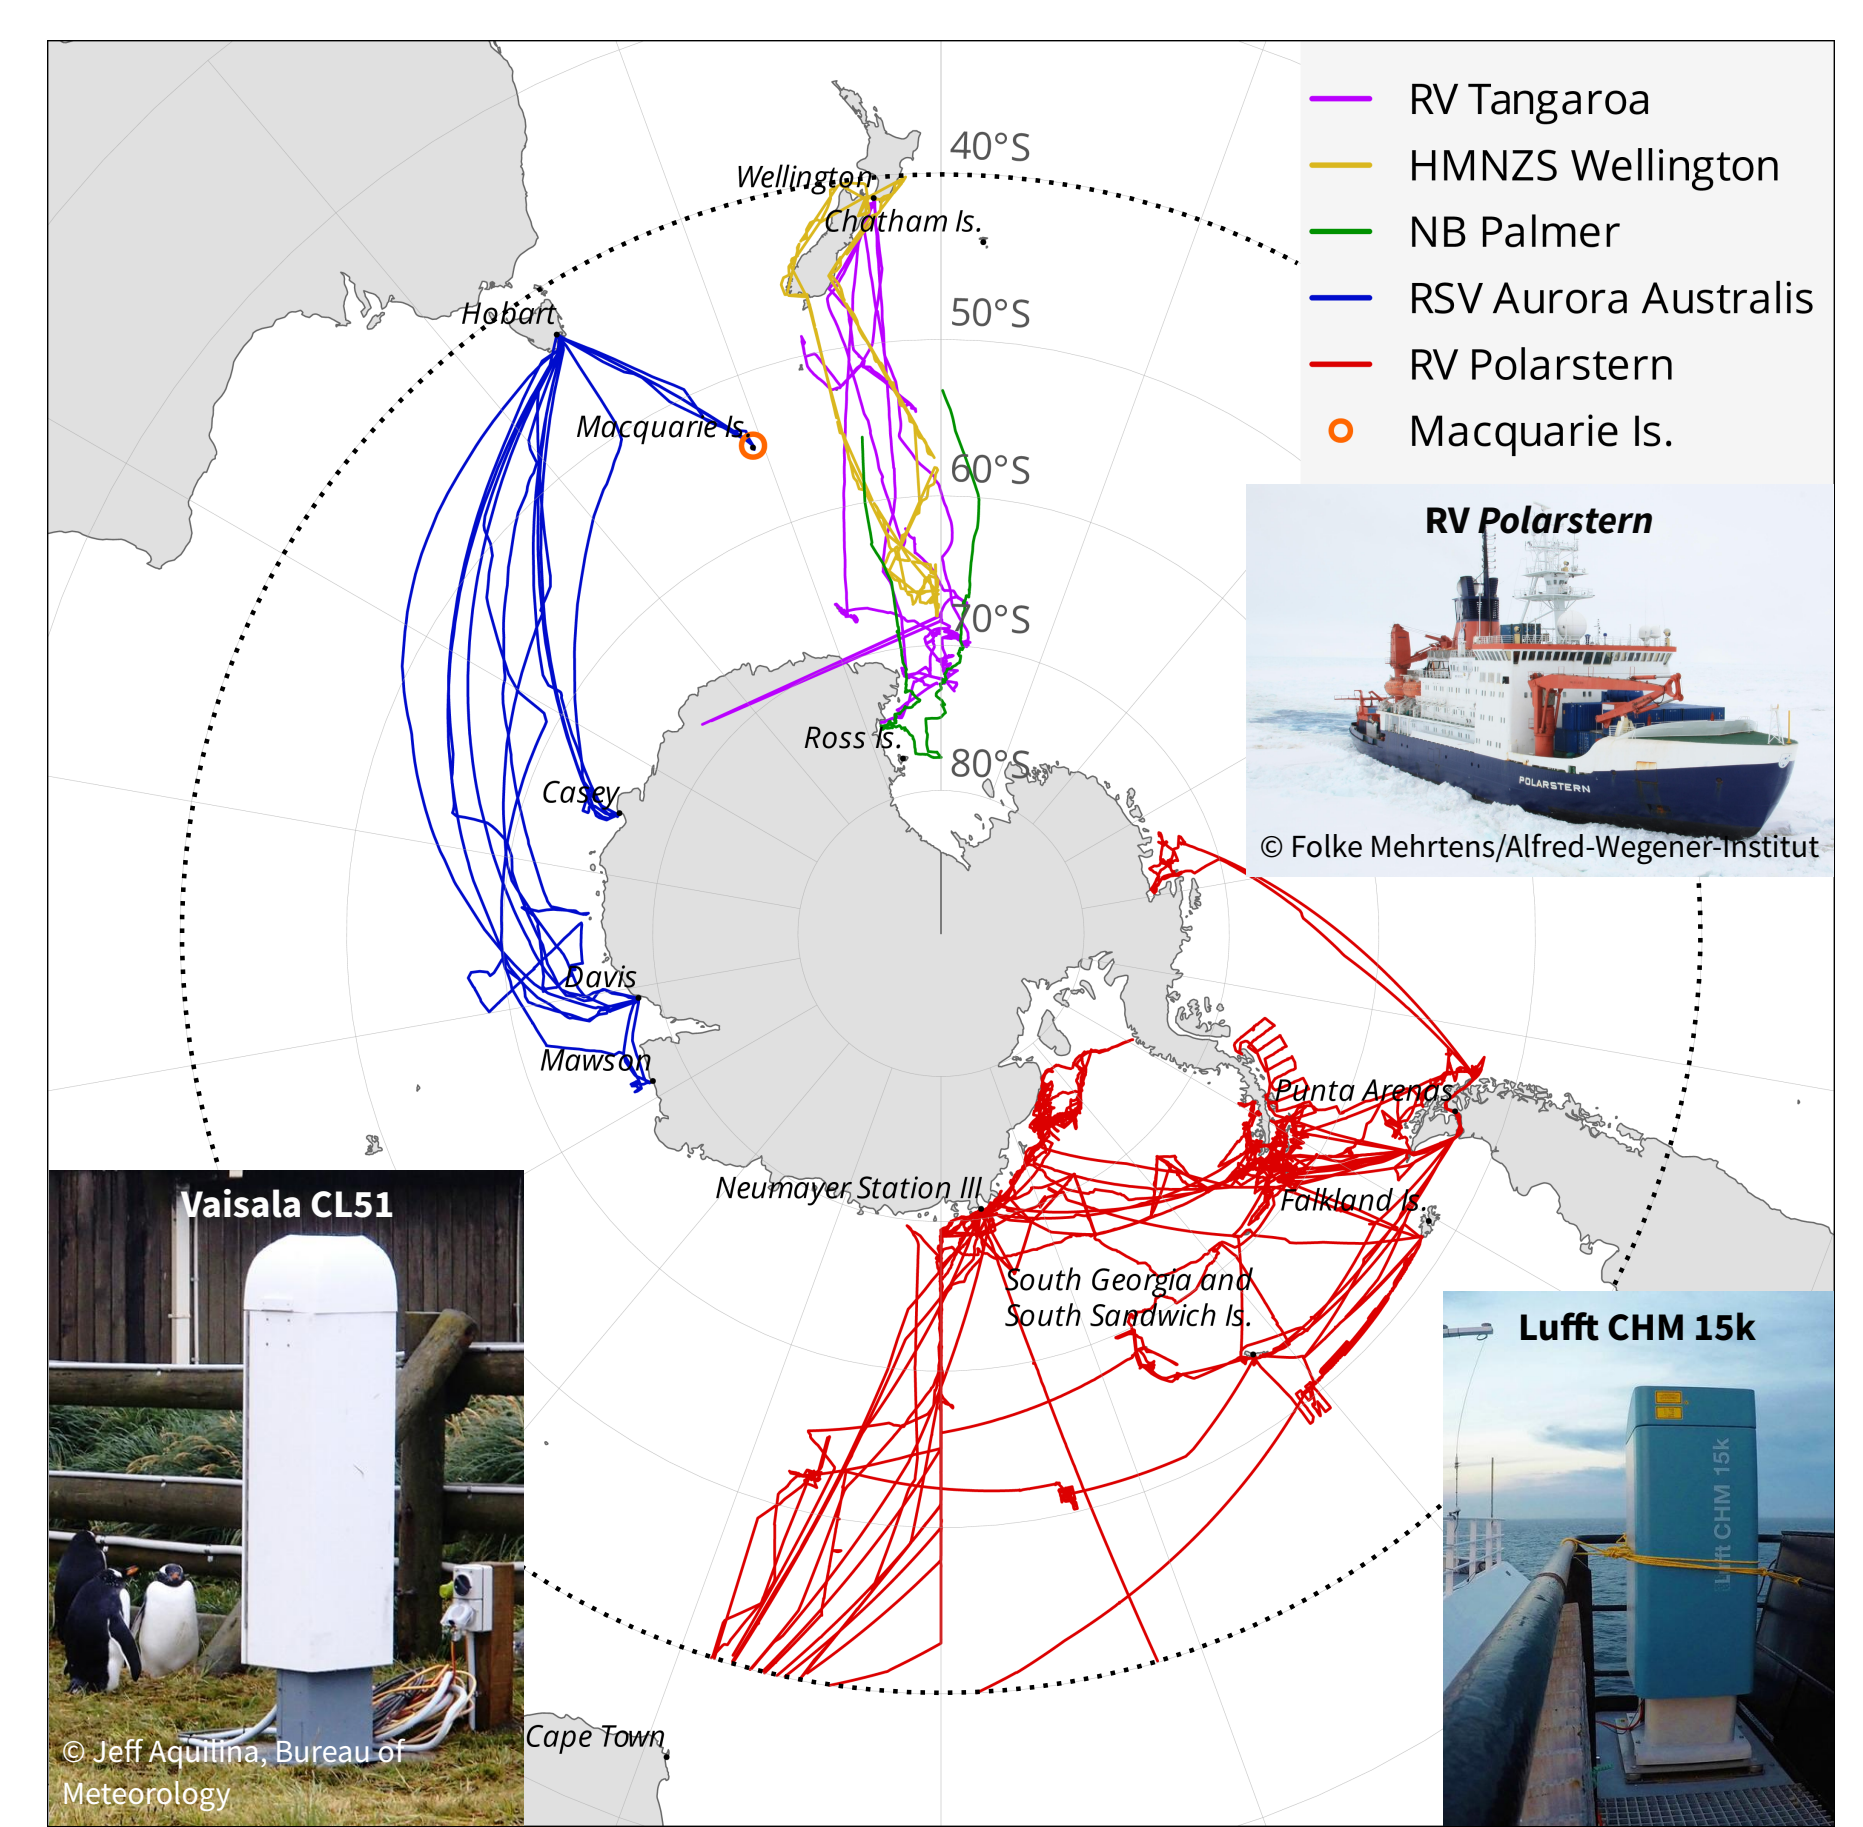 RV Tangaroa
HMNZS Wellington
NB Palmer
RSV Aurora Australis
RV Polarstern
Macquarie Is.
40°S
50°S
60°S
70°S
80°S
Wellington
Chatham Is.
Hobart
Macquarie Is.
Ross Is.
Casey
Davis
Mawson
Neumayer Station III
Punta Arenas
Falkland Is.
South Georgia and
South Sandwich Is.
Cape Town
RV Polarstern
POLARSTERN
© Folke Mehrtens/Alfred-Wegener-Institut
Vaisala CL51
© Jeff Aquilina, Bureau of
Meteorology
Lufft CHM 15k
Lufft CHM 15k